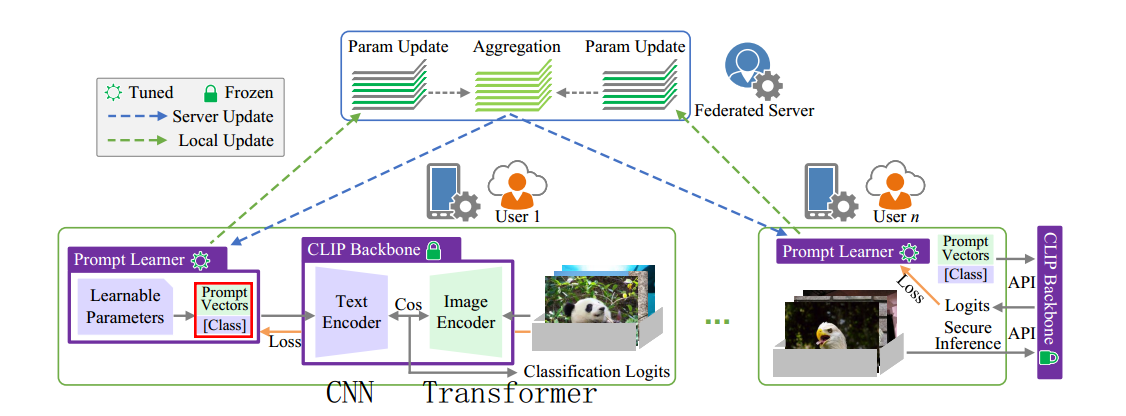 Param Update
Aggregation
Param Update
Federated Server
Tuned
Frozen
Server Update
Local Update
User 1
User n
Prompt Learner
Learnable
Parameters
Prompt
Vectors
[Class]
Loss
CLIP Backbone
Text
Encoder
Cos
Image
Encoder
Classification Logits
CNN
Transformer
...
Prompt Learner
Prompt
Vectors
[Class]
Loss
API
Logits
Secure
Inference
API
CLIP Backbone